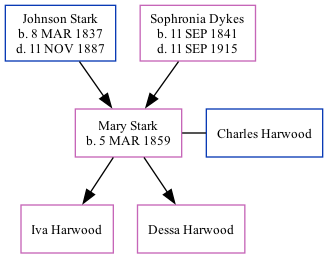 Johnson Stark
b. 8 MAR 1837
d. 11 NOV 1887
Sophronia Dykes
b. 11 SEP 1841
d. 11 SEP 1915
Mary Stark
b. 5 MAR 1859
Charles Harwood
Iva Harwood
Dessa Harwood